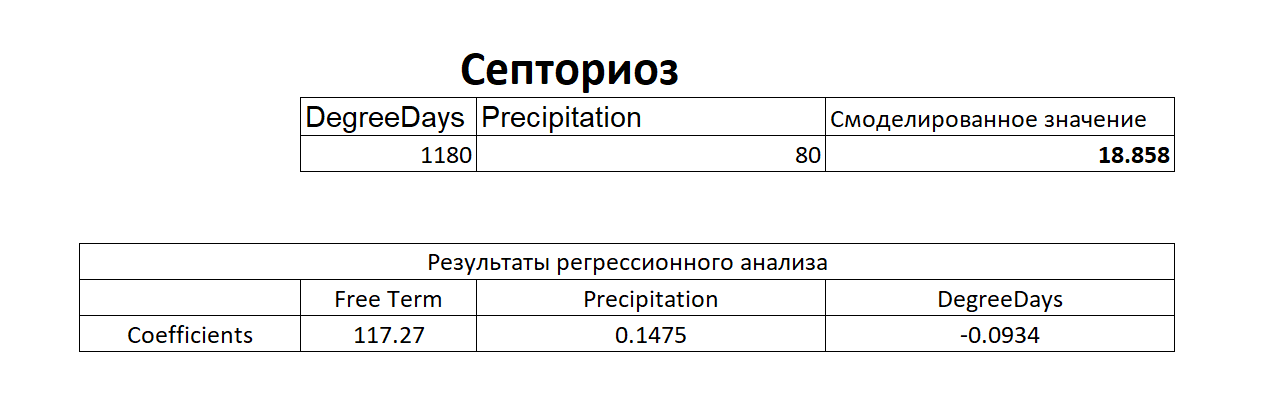 Септориоз
DegreeDays Precipitation Смоделированное значение
1180 80 18.858
Результаты регрессионного анализа
Free Term Precipitation DegreeDays
Coefficients 117.27 0.1475 -0.0934